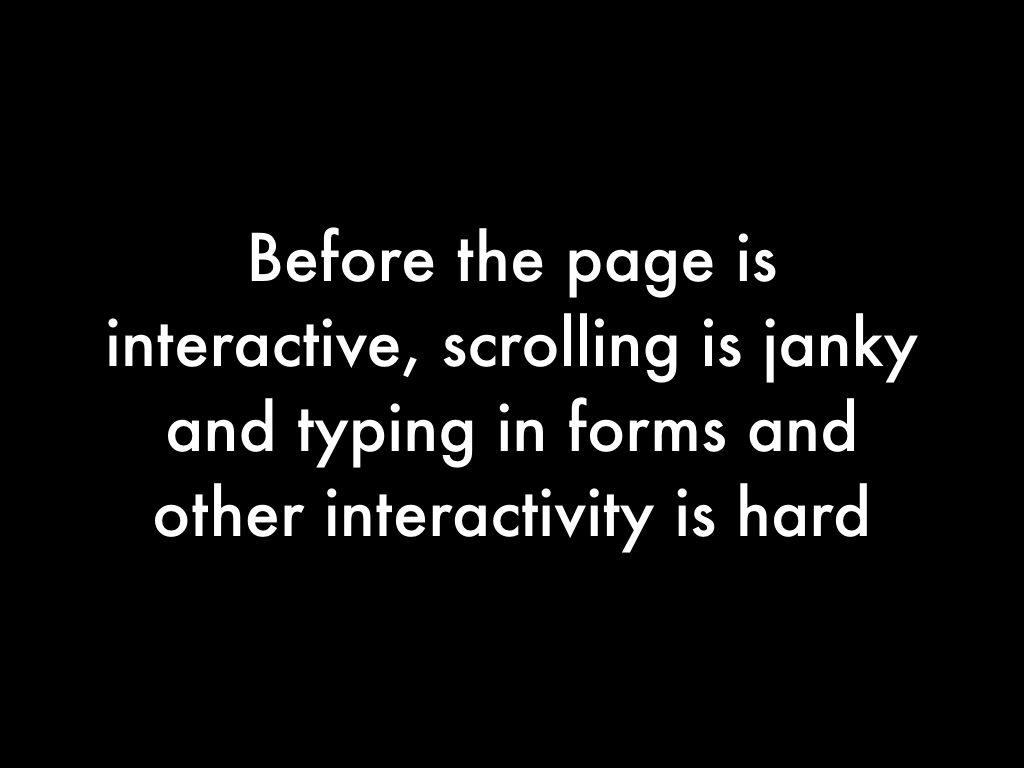 Before the page is
interactive, scrolling is janky
and typing in forms and
other interactivity is hard